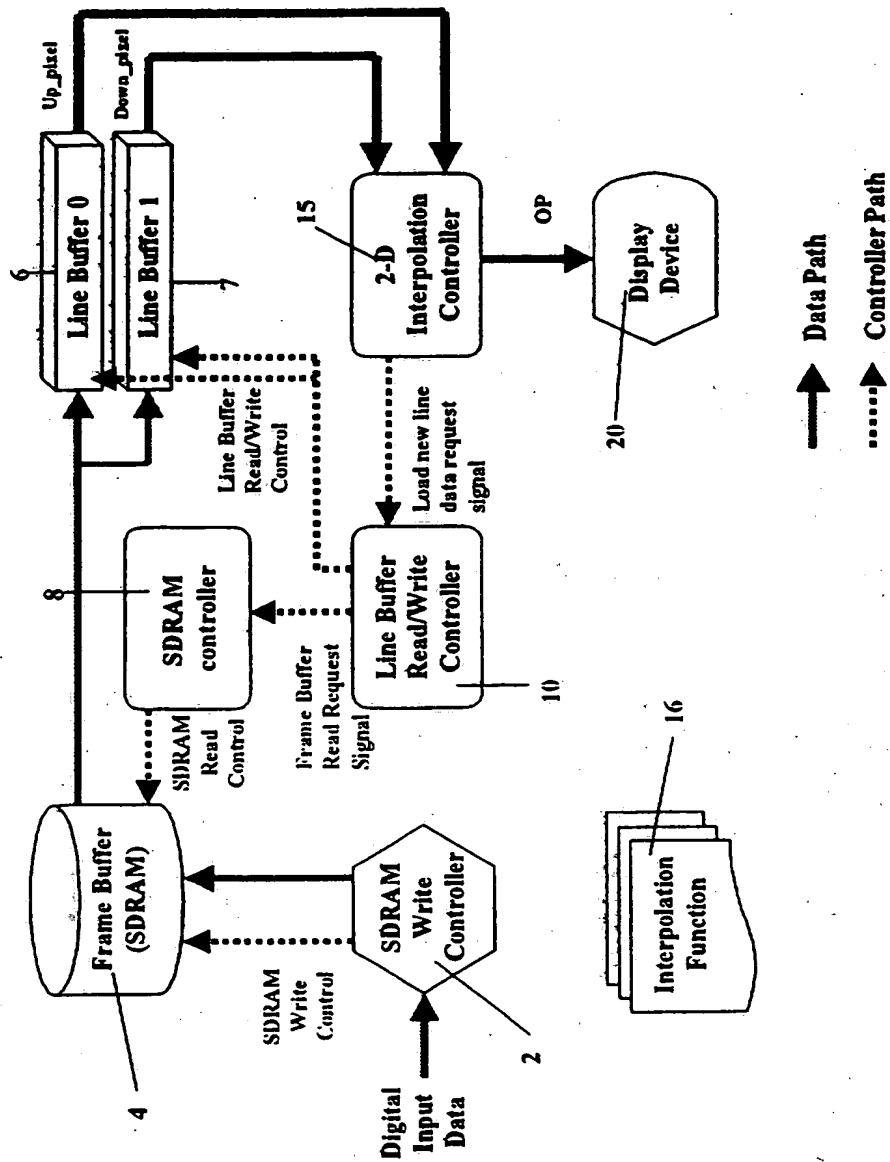 Up_pixel
Down_pixel
6
Line Buffer 0
Line Buffer 1
7
15
2-D
Interpolation
Controller
OP
20
Display
Device
Data Path
Controller Path
Line Buffer
Read/Write
Control
Load new line
data request
signal
8
SDRAM
controller
Line Buffer
Read/Write
Controller
10
SDRAM
Read
Control
Frame Buffer
Read Request
Signal
16
Interpolation
Function
Frame Buffer
(SDRAM)
4
SDRAM
Write
Control
SDRAM
Write
Controller
2
Digital
Input
Data